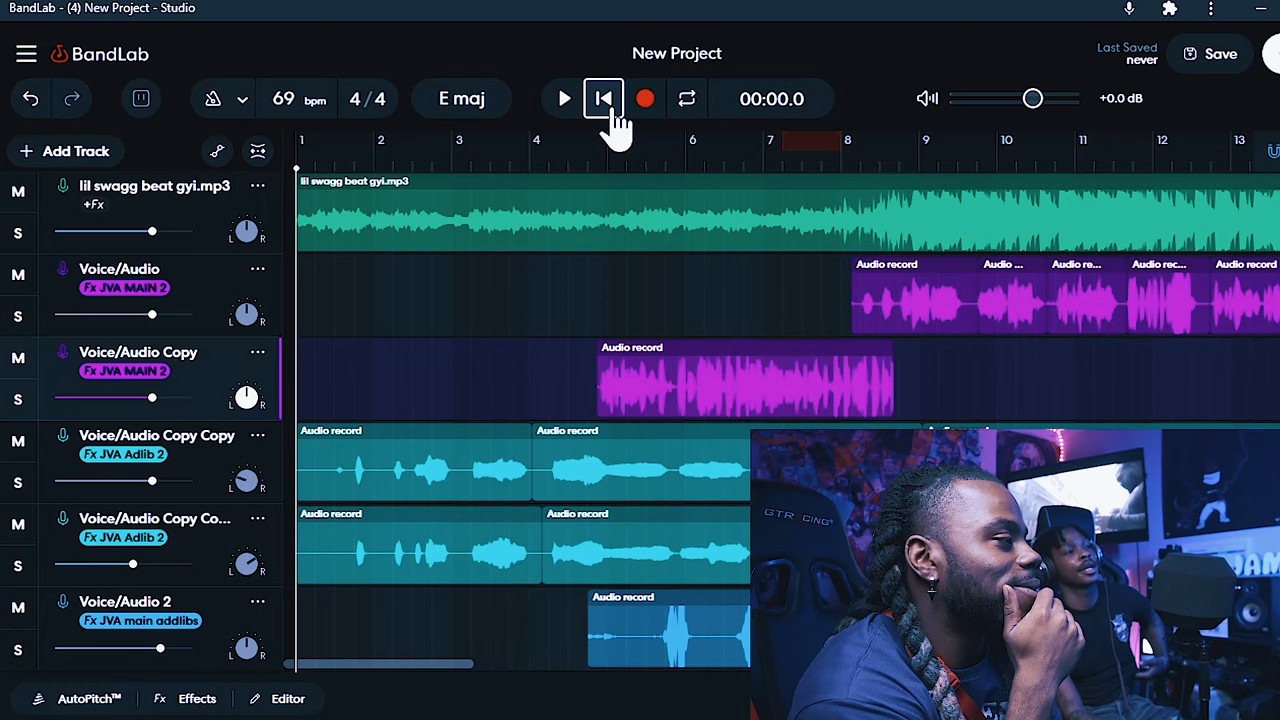 BandLab - (4) New Project - Studio
BandLab
New Project
Last Saved
never
Save
69 bpm
4/4
E maj
00:00.0
+0.0 dB
+ Add Track
1 2 3 4 6 7 8 9 10 11 12 13
M
S
lil swagg beat gyi.mp3
+Fx
L R
lil swagg beat gyi.mp3
M
S
Voice/Audio
Fx JVA MAIN 2
L R
Audio record
Audio ...
Audio re...
Audio rec...
Audio record
M
S
Voice/Audio Copy
Fx JVA MAIN 2
L R
Audio record
M
S
Voice/Audio Copy Copy
Fx JVA Adlib 2
L R
Audio record
Audio record
M
S
Voice/Audio Copy Co...
Fx JVA Adlib 2
L R
Audio record
Audio record
M
S
Voice/Audio 2
Fx JVA main addlibs
L R
Audio record
GTRACING
AutoPitch™
Fx Effects
Editor